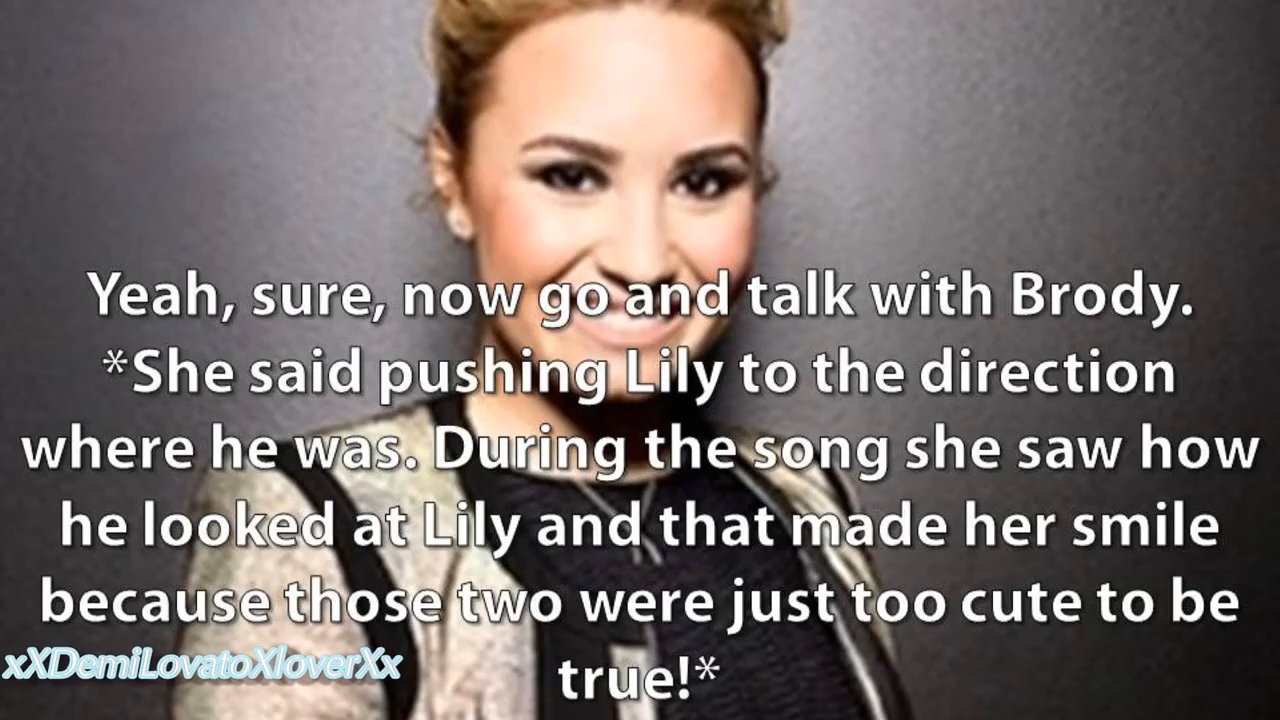 Yeah, sure, now go and talk with Brody.
*She said pushing Lily to the direction
where he was. During the song she saw how
he looked at Lily and that made her smile
because those two were just too cute to be
true!*
xXDemiLovatoXloverXx